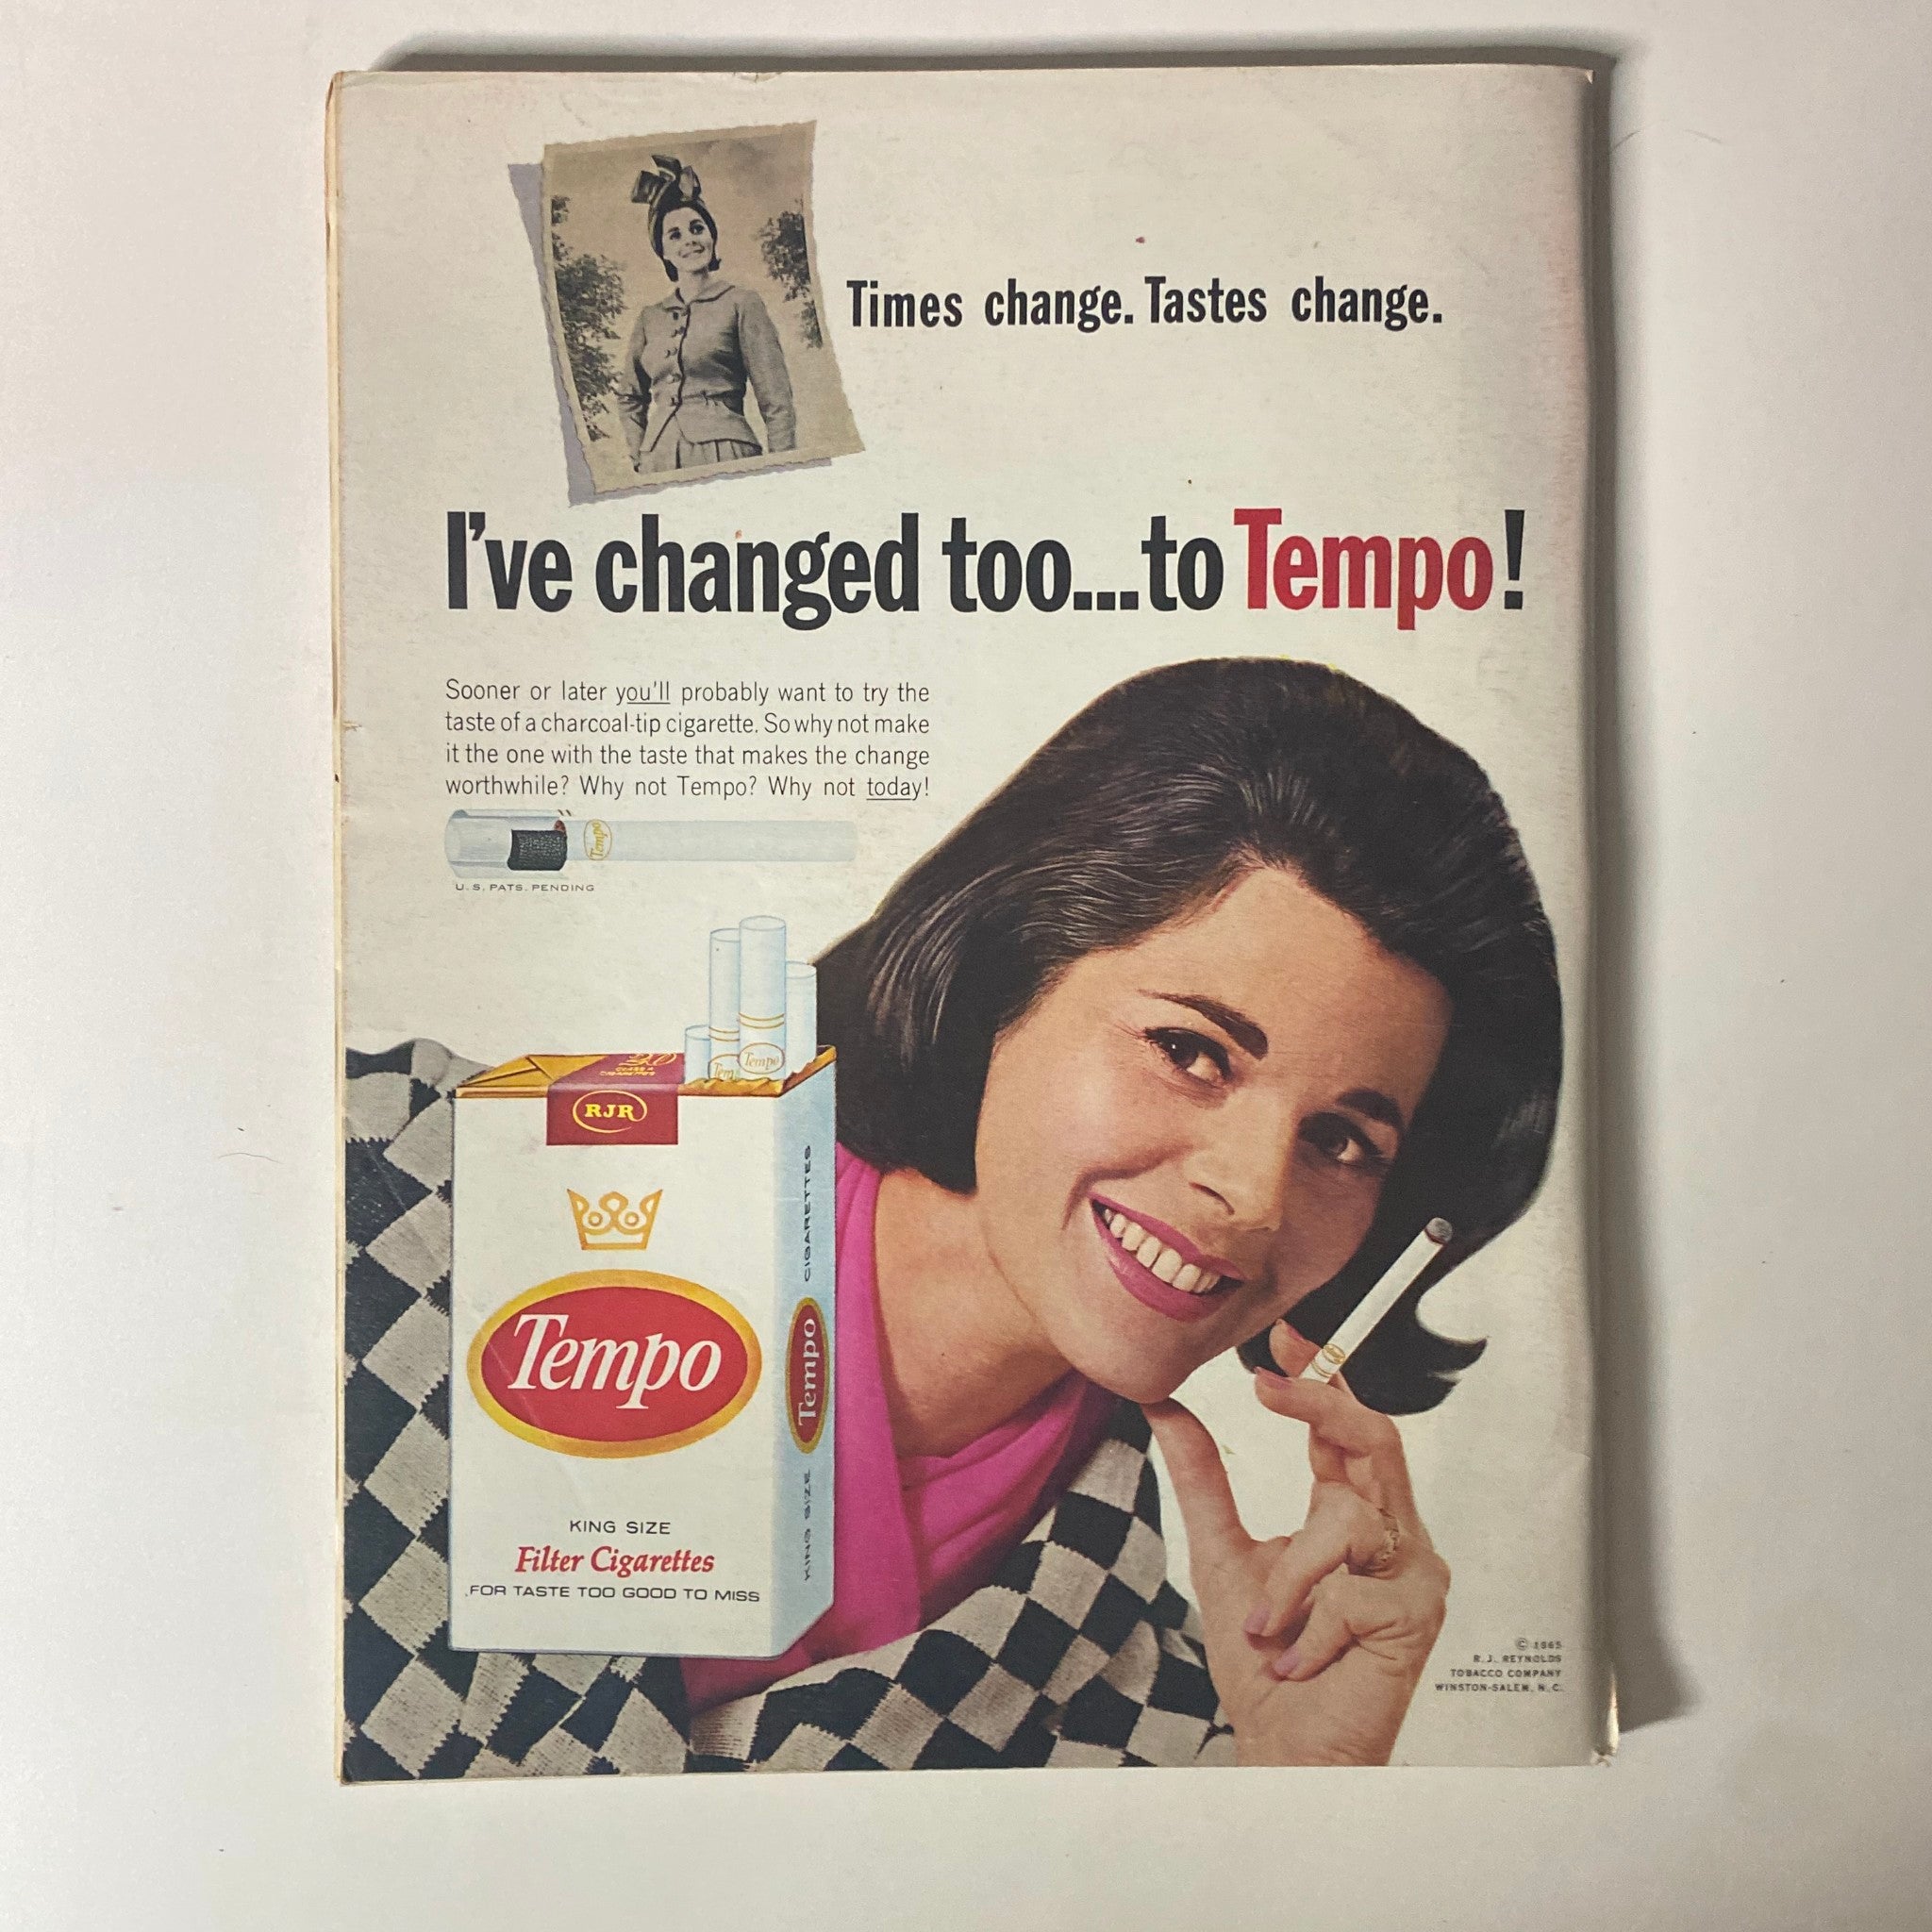 Times change. Tastes change.
I've changed too...to Tempo!
Sooner or later you'll probably want to try the
taste of a charcoal-tip cigarette. So why not make
it the one with the taste that makes the change
worthwhile? Why not Tempo? Why not today!
Tempo
U.S. PATS. PENDING
Tempo
20
CLASS A
CIGARETTES
RJR
Tempo
KING SIZE
Filter Cigarettes
FOR TASTE TOO GOOD TO MISS
KING SIZE Tempo CIGARETTES
© 1965
R. J. REYNOLDS
TOBACCO COMPANY
WINSTON-SALEM, N.C.